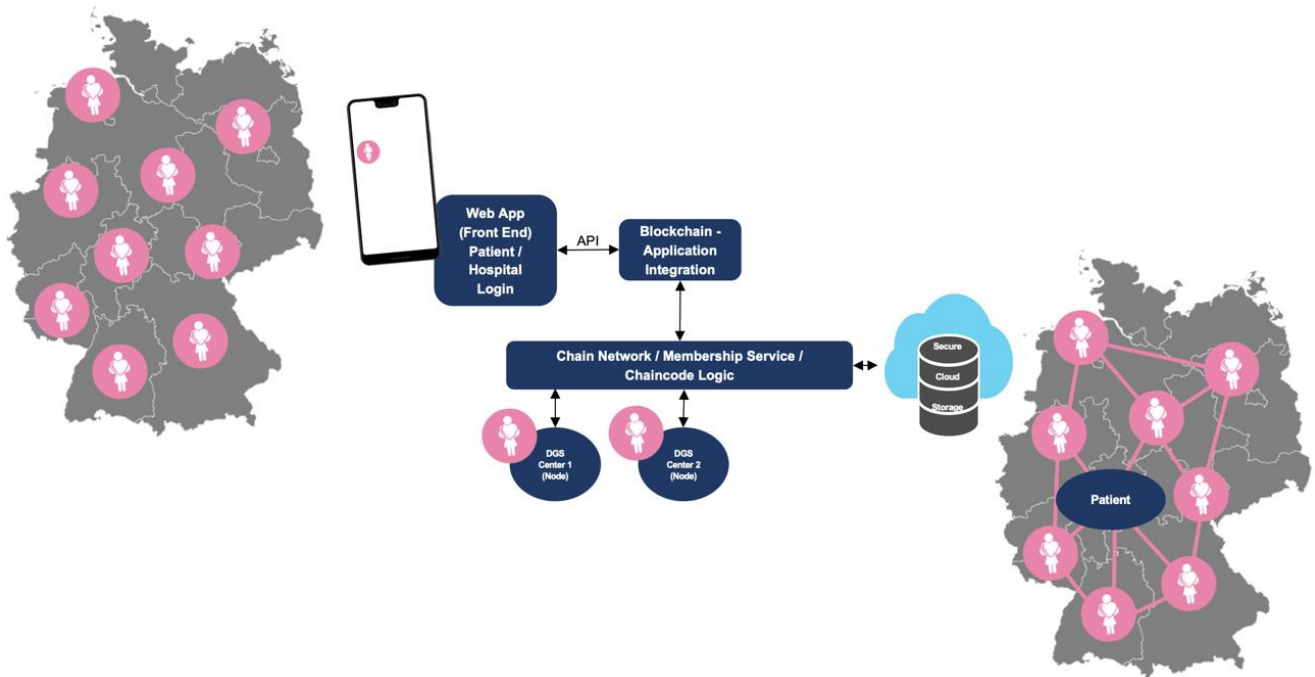 Web App
(Front End)
Patient /
Hospital
Login
API
Blockchain -
Application
Integration
Chain Network / Membership Service /
Chaincode Logic
Secure
Cloud
Storage
DGS
Center 1
(Node)
DGS
Center 2
(Node)
Patient